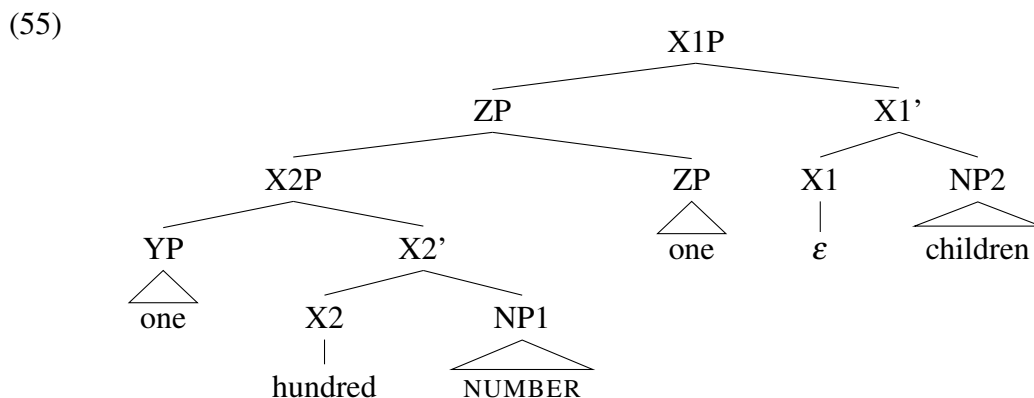 (55)
X1P
ZP X1’
X2P ZP X1 NP2
YP X2’ one ε children
one X2 NP1
hundred NUMBER